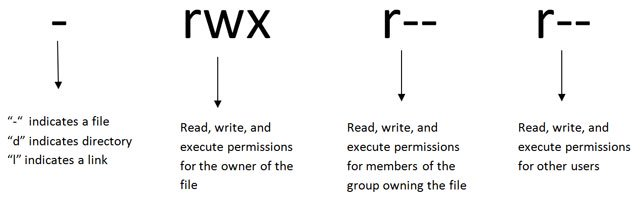 - rwx r-- r--
“-“ indicates a file
“d” indicates directory
“l” indicates a link
Read, write, and
execute permissions
for the owner of the
file
Read, write, and
execute permissions
for members of the
group owning the file
Read, write, and
execute permissions
for other users